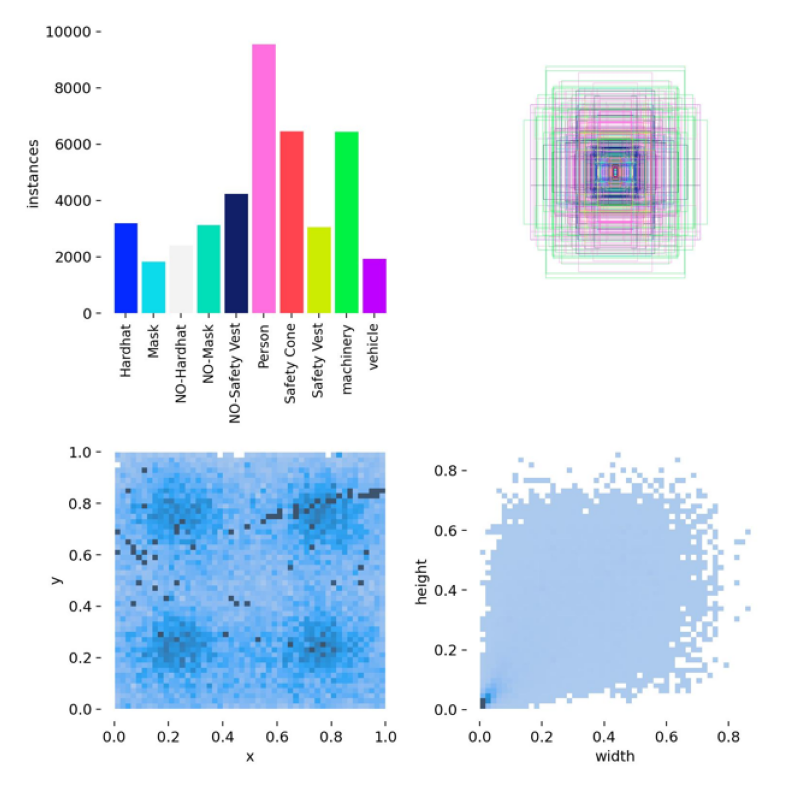 10000
8000
6000
4000
2000
0
instances
Hardhat
Mask
NO-Hardhat
NO-Mask
NO-Safety Vest
Person
Safety Cone
Safety Vest
machinery
vehicle
1.0
0.8
0.6
0.4
0.2
0.0
y
0.0 0.2 0.4 0.6 0.8 1.0
x
0.8
0.6
0.4
0.2
0.0
height
0.0 0.2 0.4 0.6 0.8
width